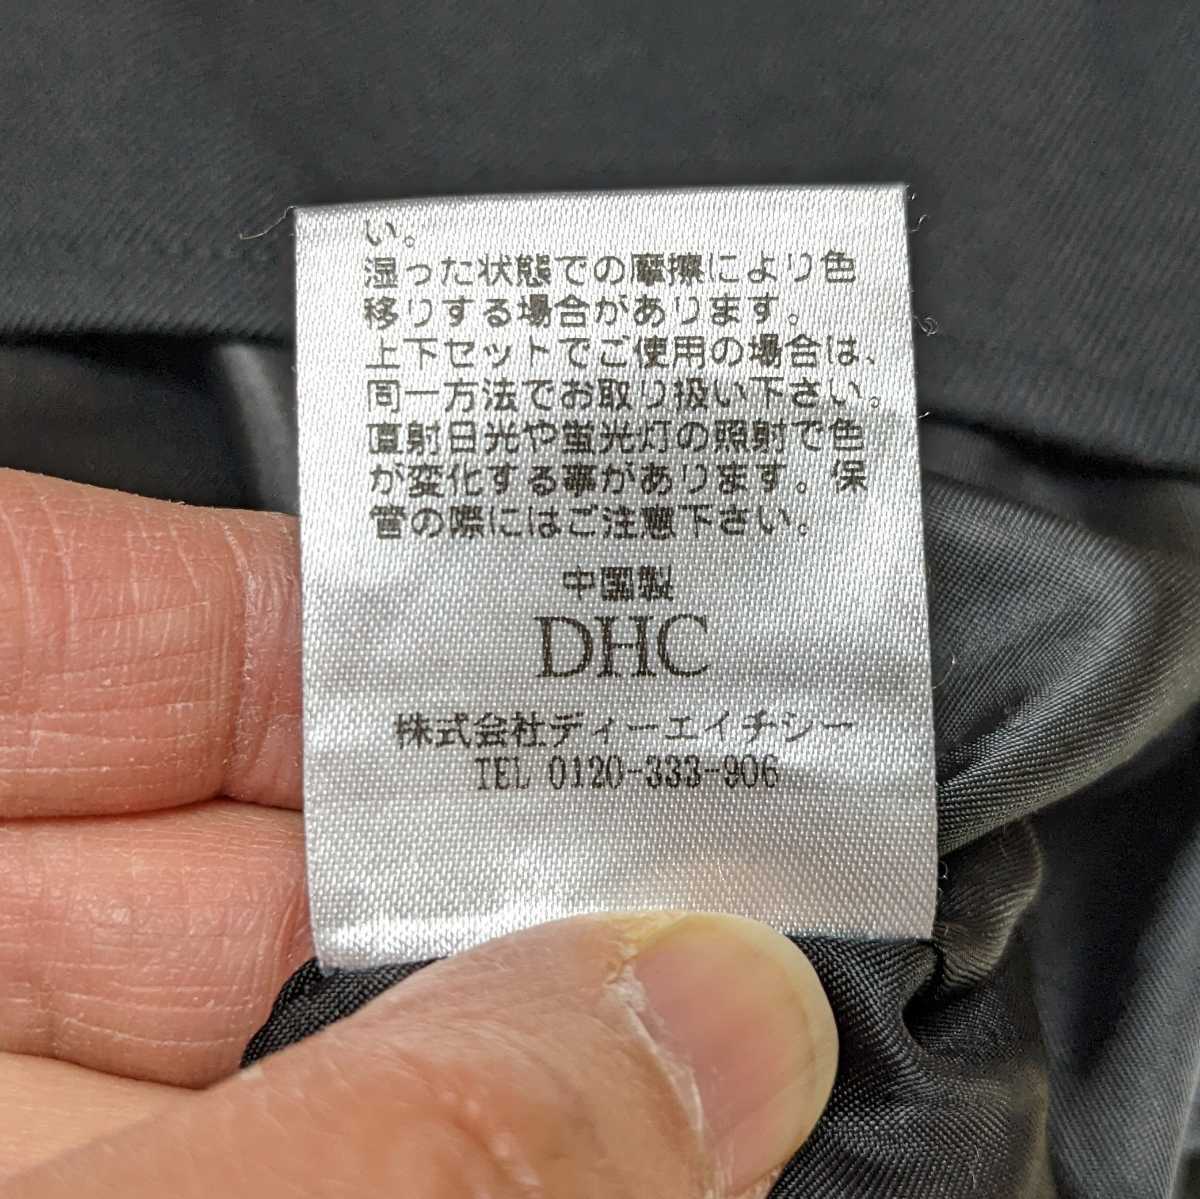 い。
湿った状態での摩擦により色
移りする場合があります。
上下セットでご使用の場合は、
同一方法でお取り扱い下さい。
直射日光や蛍光灯の照射で色
が変化する事があります。保
管の際にはご注意下さい。
中国製
DHC
株式会社ディーエイチシー
TEL 0120-333-906